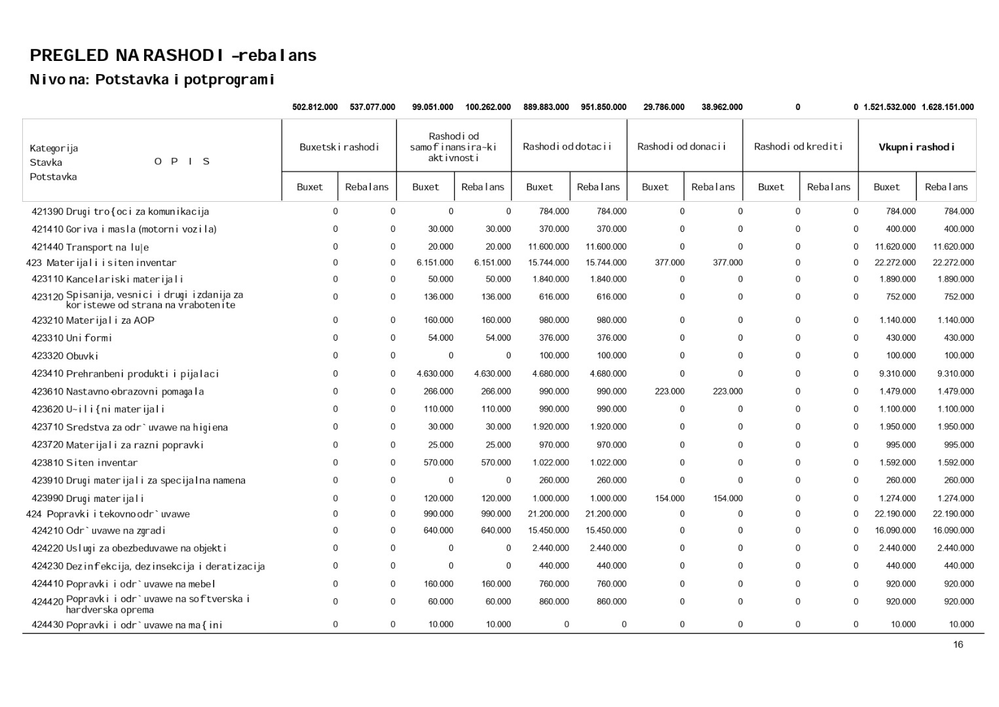 PREGLED NA RASHODI -rebalans
Nivo na: Potstavka i potprogrami
502.812.000 537.077.000 99.051.000 100.262.000 889.883.000 951.850.000 29.786.000 38.962.000 0 0 1.521.532.000 1.628.151.000
Kategorija
Stavka
Potstavka
O P I S
Buxetski rashodi
Rashodi od
samofinansira~ki
aktivnosti
Rashodi od dotacii
Rashodi od donacii
Rashodi od krediti
Vkupni rashodi
Buxet Rebalans Buxet Rebalans Buxet Rebalans Buxet Rebalans Buxet Rebalans Buxet Rebalans
421390 Drugi tro{oci za komunikacija 0 0 0 0 784.000 784.000 0 0 0 0 784.000 784.000
421410 Goriva i masla (motorni vozila) 0 0 30.000 30.000 370.000 370.000 0 0 0 0 400.000 400.000
421440 Transport na lu|e 0 0 20.000 20.000 11.600.000 11.600.000 0 0 0 0 11.620.000 11.620.000
423 Materijali i siten inventar 0 0 6.151.000 6.151.000 15.744.000 15.744.000 377.000 377.000 0 0 22.272.000 22.272.000
423110 Kancelariski materijali 0 0 50.000 50.000 1.840.000 1.840.000 0 0 0 0 1.890.000 1.890.000
423120 Spisanija, vesnici i drugi izdanija za
koristewe od strana na vrabotenite 0 0 136.000 136.000 616.000 616.000 0 0 0 0 752.000 752.000
423210 Materijali za AOP 0 0 160.000 160.000 980.000 980.000 0 0 0 0 1.140.000 1.140.000
423310 Uniformi 0 0 54.000 54.000 376.000 376.000 0 0 0 0 430.000 430.000
423320 Obuvki 0 0 0 0 100.000 100.000 0 0 0 0 100.000 100.000
423410 Prehranbeni produkti i pijalaci 0 0 4.630.000 4.630.000 4.680.000 4.680.000 0 0 0 0 9.310.000 9.310.000
423610 Nastavno-obrazovni pomagala 0 0 266.000 266.000 990.000 990.000 223.000 223.000 0 0 1.479.000 1.479.000
423620 U~ili{ni materijali 0 0 110.000 110.000 990.000 990.000 0 0 0 0 1.100.000 1.100.000
423710 Sredstva za odr`uvawe na higiena 0 0 30.000 30.000 1.920.000 1.920.000 0 0 0 0 1.950.000 1.950.000
423720 Materijali za razni popravki 0 0 25.000 25.000 970.000 970.000 0 0 0 0 995.000 995.000
423810 Siten inventar 0 0 570.000 570.000 1.022.000 1.022.000 0 0 0 0 1.592.000 1.592.000
423910 Drugi materijali za specijalna namena 0 0 0 0 260.000 260.000 0 0 0 0 260.000 260.000
423990 Drugi materijali 0 0 120.000 120.000 1.000.000 1.000.000 154.000 154.000 0 0 1.274.000 1.274.000
424 Popravki i tekovno odr`uvawe 0 0 990.000 990.000 21.200.000 21.200.000 0 0 0 0 22.190.000 22.190.000
424210 Odr`uvawe na zgradi 0 0 640.000 640.000 15.450.000 15.450.000 0 0 0 0 16.090.000 16.090.000
424220 Uslugi za obezbeduvawe na objekti 0 0 0 0 2.440.000 2.440.000 0 0 0 0 2.440.000 2.440.000
424230 Dezinfekcija, dezinsekcija i deratizacija 0 0 0 0 440.000 440.000 0 0 0 0 440.000 440.000
424410 Popravki i odr`uvawe na mebel 0 0 160.000 160.000 760.000 760.000 0 0 0 0 920.000 920.000
424420 Popravki i odr`uvawe na softverska i
hardverska oprema 0 0 60.000 60.000 860.000 860.000 0 0 0 0 920.000 920.000
424430 Popravki i odr`uvawe na ma{ini 0 0 10.000 10.000 0 0 0 0 0 0 10.000 10.000
16